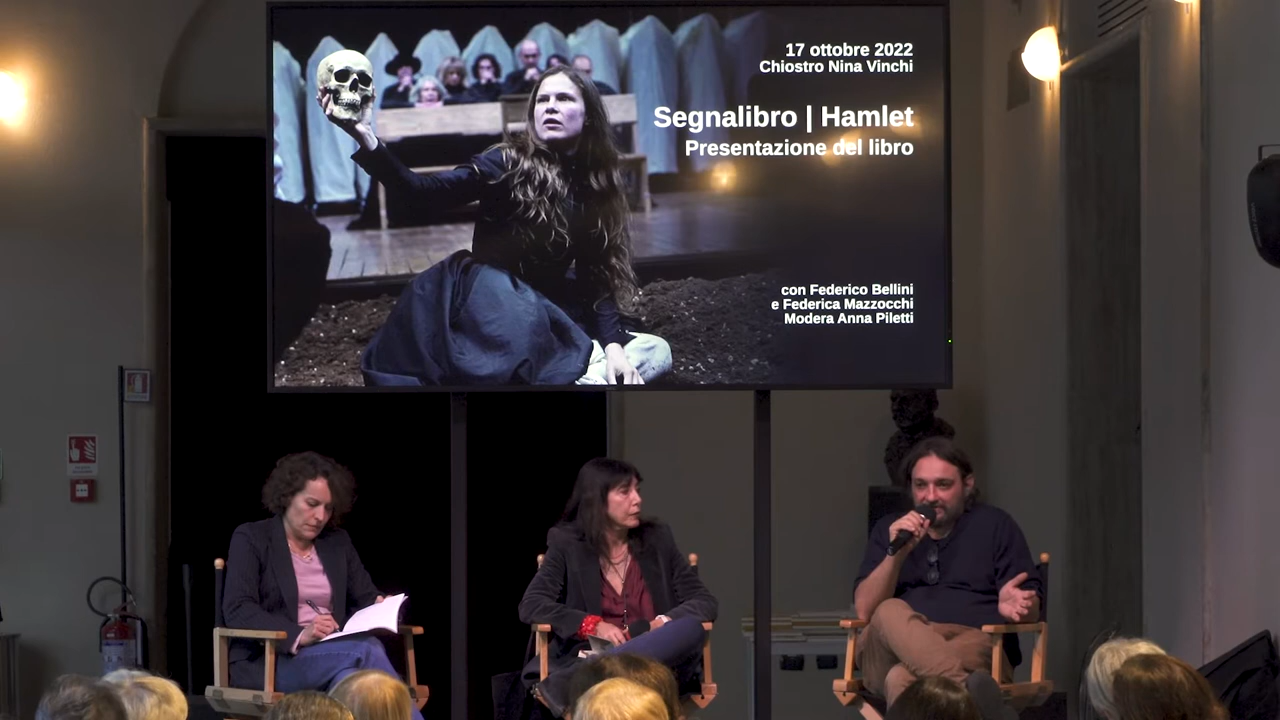 17 ottobre 2022
Chiostro Nina Vinchi
Segnalibro | Hamlet
Presentazione del libro
con Federico Bellini
e Federica Mazzocchi
Modera Anna Piletti